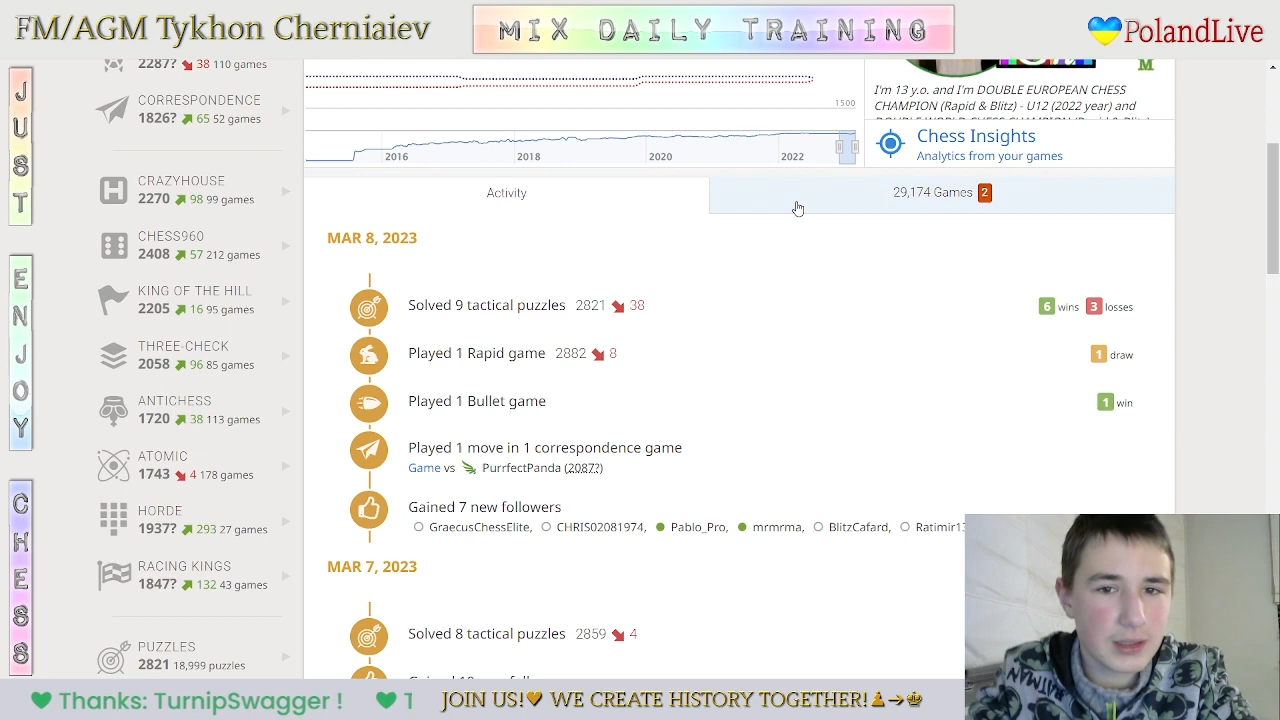 FM/AGM Tykhon Cherniaiev
MIX DAILY TRAINING
PolandLive
JUST
ENJOY
CHESS
2287? 38 110 games
CORRESPONDENCE
1826? 65 52 games
CRAZYHOUSE
2270 98 99 games
CHESS960
2408 57 212 games
KING OF THE HILL
2205 16 95 games
THREE-CHECK
2058 96 85 games
ANTICHESS
1720 38 113 games
ATOMIC
1743 4 178 games
HORDE
1937? 293 27 games
RACING KINGS
1847? 132 43 games
PUZZLES
2821 18,999 puzzles
1500
2016 2018 2020 2022
M
I'm 13 y.o. and I'm DOUBLE EUROPEAN CHESS
CHAMPION (Rapid & Blitz) - U12 (2022 year) and
Chess Insights
Analytics from your games
Activity
29,174 Games 2
MAR 8, 2023
Solved 9 tactical puzzles 2821 38
6 wins 3 losses
Played 1 Rapid game 2882 8
1 draw
Played 1 Bullet game
1 win
Played 1 move in 1 correspondence game
Game vs PurrfectPanda (2087?)
Gained 7 new followers
GraecusChessElite, CHRIS02081974, Pablo_Pro, mrmrma, BlitzCafard,
MAR 7, 2023
Solved 8 tactical puzzles 2859 4
BATMAN
Thanks: TurnipSwagger !
JOIN US! WE CREATE HISTORY TOGETHER!